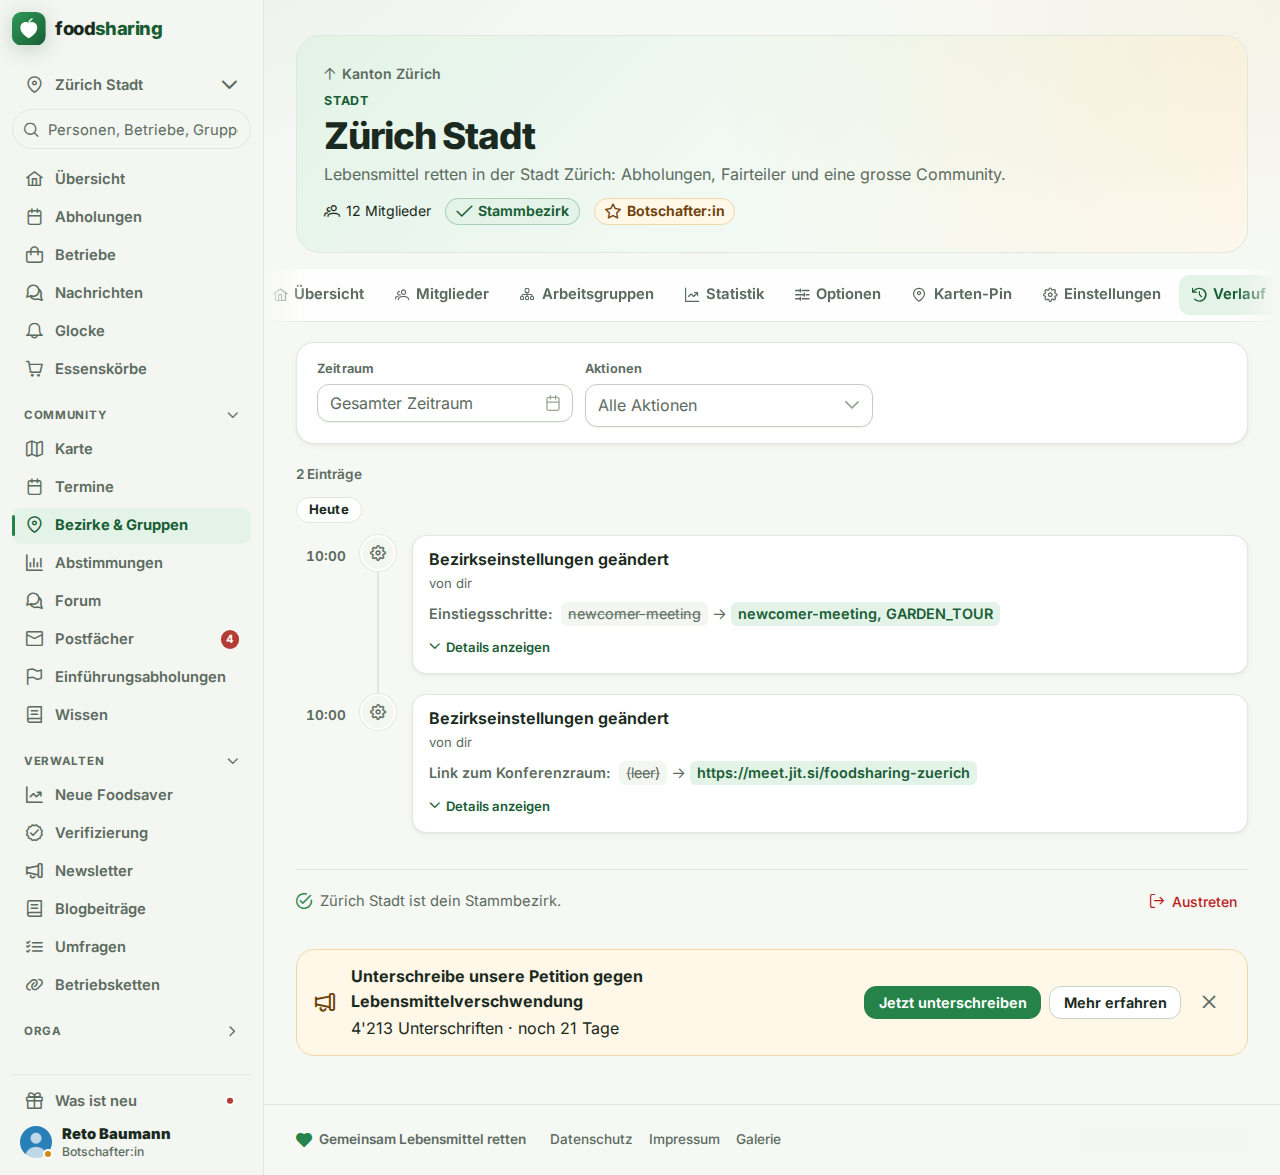 foodsharing
Zürich Stadt
Personen, Betriebe, Grupp
Übersicht
Abholungen
Betriebe
Nachrichten
Glocke
Essenskörbe
COMMUNITY
Karte
Termine
Bezirke & Gruppen
Abstimmungen
Forum
Postfächer 4
Einführungsabholungen
Wissen
VERWALTEN
Neue Foodsaver
Verifizierung
Newsletter
Blogbeiträge
Umfragen
Betriebsketten
ORGA
Was ist neu
Reto Baumann
Botschafter:in
↑ Kanton Zürich
STADT
Zürich Stadt
Lebensmittel retten in der Stadt Zürich: Abholungen, Fairteiler und eine grosse Community.
12 Mitglieder Stammbezirk Botschafter:in
Übersicht Mitglieder Arbeitsgruppen Statistik Optionen Karten-Pin Einstellungen Verlauf
Zeitraum Aktionen
Gesamter Zeitraum Alle Aktionen
2 Einträge
Heute
10:00 Bezirkseinstellungen geändert
von dir
Einstiegsschritte: newcomer-meeting → newcomer-meeting, GARDEN_TOUR
Details anzeigen
10:00 Bezirkseinstellungen geändert
von dir
Link zum Konferenzraum: (leer) → https://meet.jit.si/foodsharing-zuerich
Details anzeigen
Zürich Stadt ist dein Stammbezirk. Austreten
Unterschreibe unsere Petition gegen
Lebensmittelverschwendung
4'213 Unterschriften · noch 21 Tage
Jetzt unterschreiben Mehr erfahren
Gemeinsam Lebensmittel retten Datenschutz Impressum Galerie